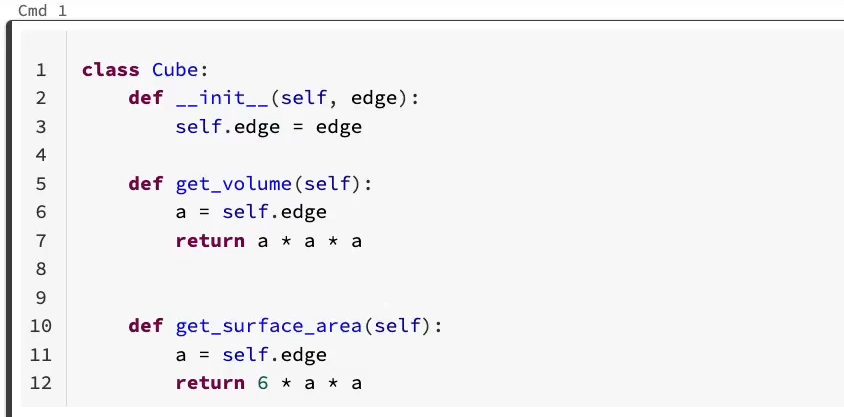 Cmd 1
1 class Cube:
2     def __init__(self, edge):
3         self.edge = edge
4
5     def get_volume(self):
6         a = self.edge
7         return a * a * a
8
9
10     def get_surface_area(self):
11         a = self.edge
12         return 6 * a * a